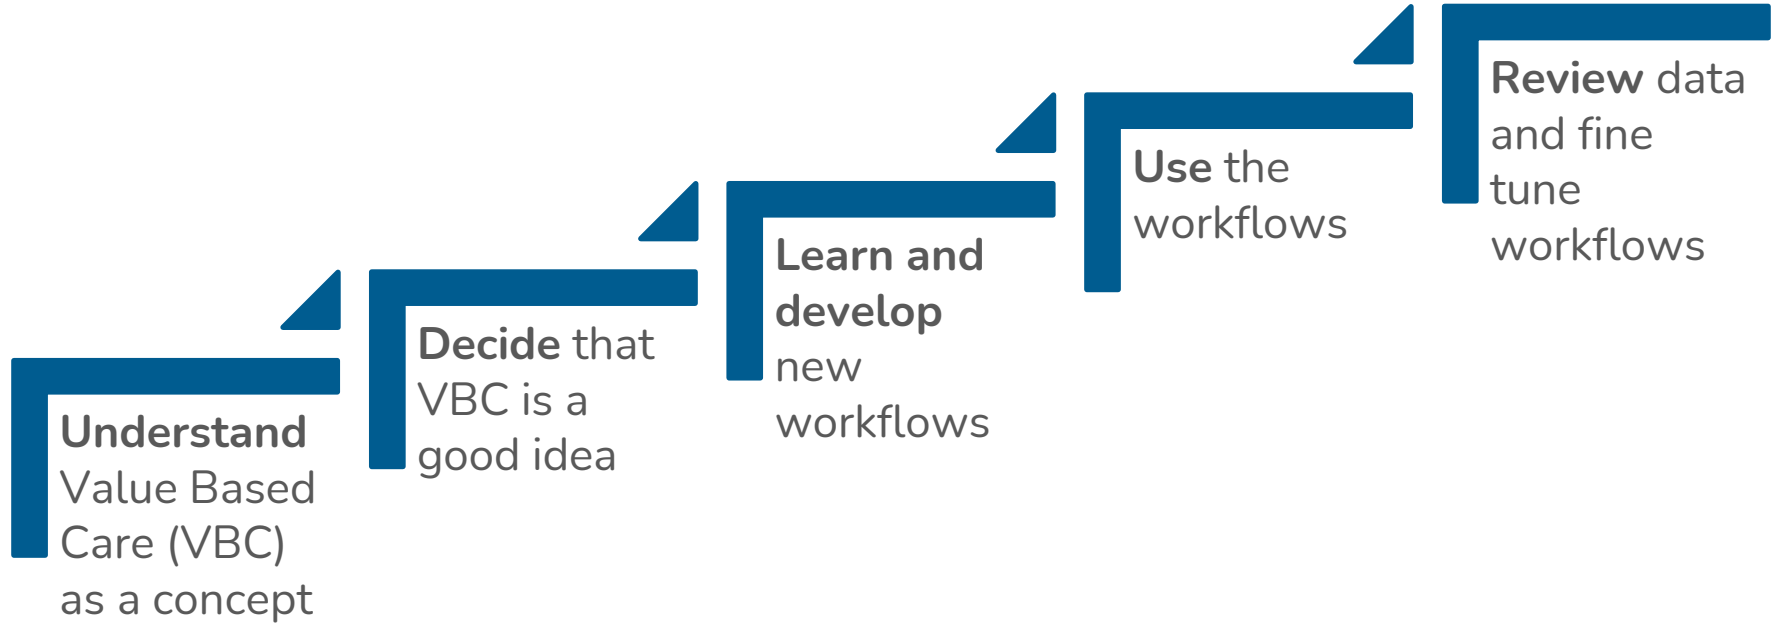 Understand
Value Based
Care (VBC)
as a concept
Decide that
VBC is a
good idea
Learn and
develop
new
workflows
Use the
workflows
Review data
and fine
tune
workflows